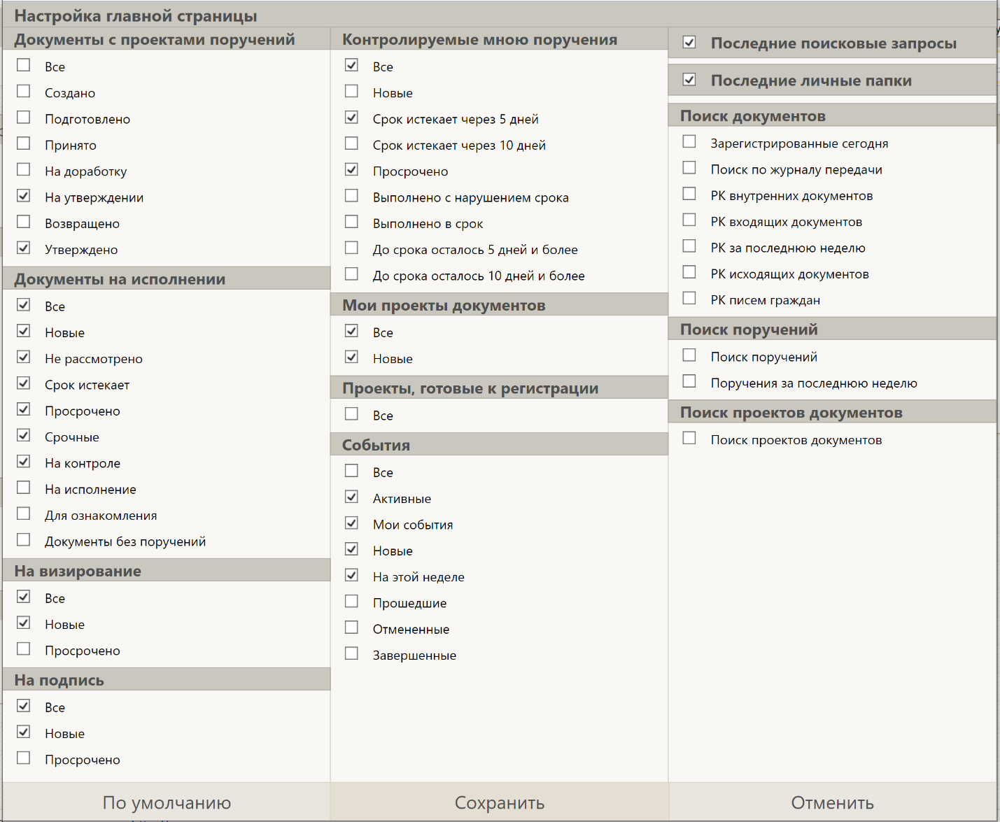 Настройка главной страницы
Документы с проектами поручений
Все
Создано
Подготовлено
Принято
На доработку
На утверждении
Возвращено
Утверждено
Документы на исполнении
Все
Новые
Не рассмотрено
Срок истекает
Просрочено
Срочные
На контроле
На исполнение
Для ознакомления
Документы без поручений
На визирование
Все
Новые
Просрочено
На подпись
Все
Новые
Просрочено
Контролируемые мною поручения
Все
Новые
Срок истекает через 5 дней
Срок истекает через 10 дней
Просрочено
Выполнено с нарушением срока
Выполнено в срок
До срока осталось 5 дней и более
До срока осталось 10 дней и более
Мои проекты документов
Все
Новые
Проекты, готовые к регистрации
Все
События
Все
Активные
Мои события
Новые
На этой неделе
Прошедшие
Отмененные
Завершенные
Последние поисковые запросы
Последние личные папки
Поиск документов
Зарегистрированные сегодня
Поиск по журналу передачи
РК внутренних документов
РК входящих документов
РК за последнюю неделю
РК исходящих документов
РК писем граждан
Поиск поручений
Поиск поручений
Поручения за последнюю неделю
Поиск проектов документов
Поиск проектов документов
По умолчанию
Сохранить
Отменить